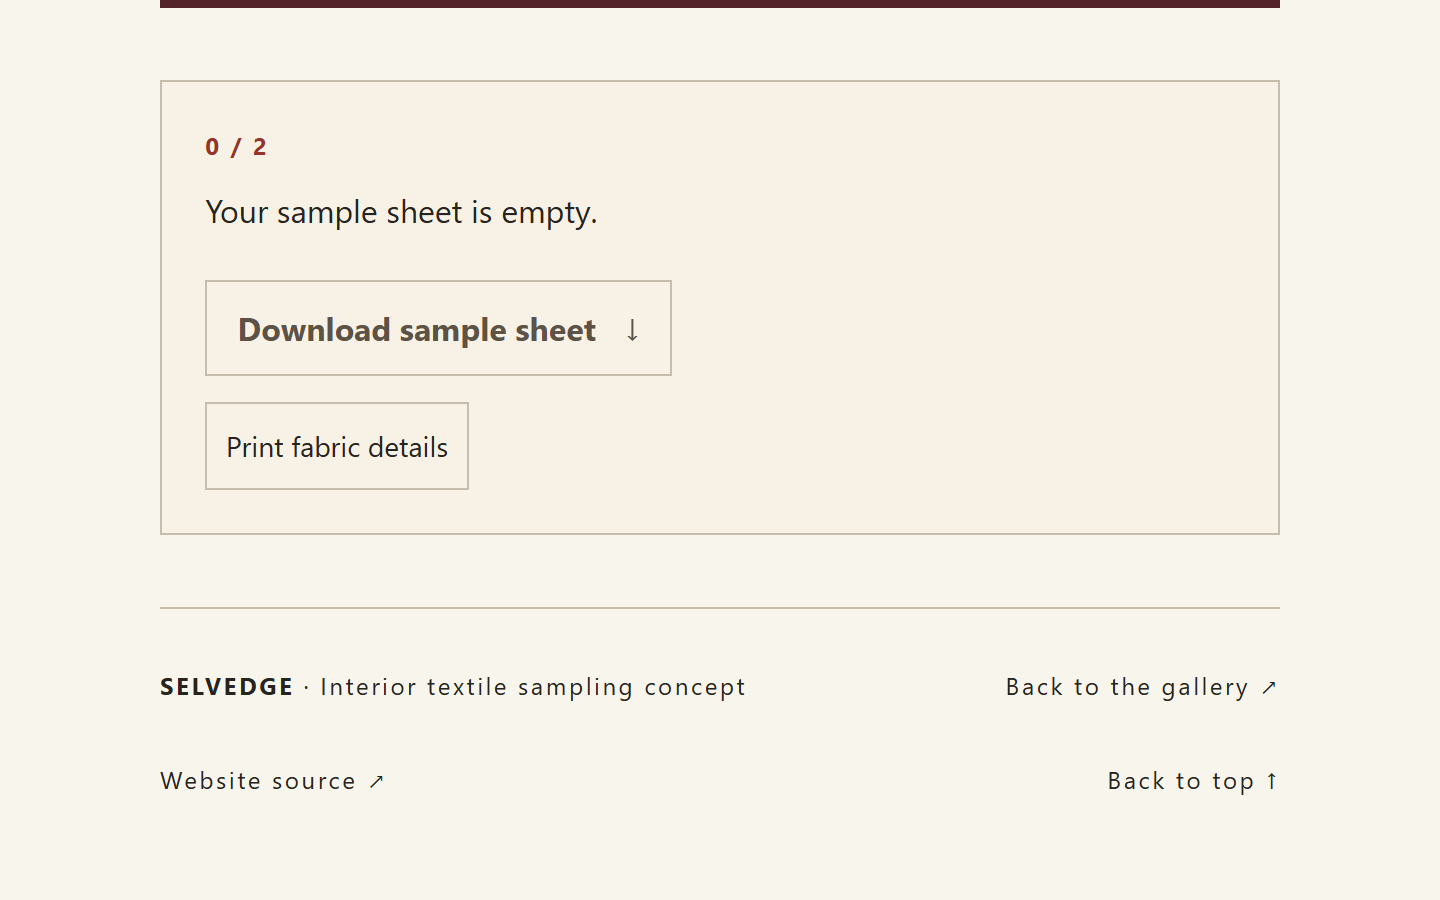 0 / 2
Your sample sheet is empty.
Download sample sheet ↓
Print fabric details
SELVEDGE · Interior textile sampling concept
Back to the gallery ↗
Website source ↗
Back to top ↑